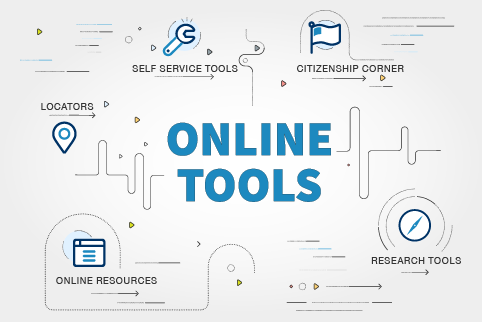 SELF SERVICE TOOLS
CITIZENSHIP CORNER
LOCATORS
ONLINE
TOOLS
ONLINE RESOURCES
RESEARCH TOOLS